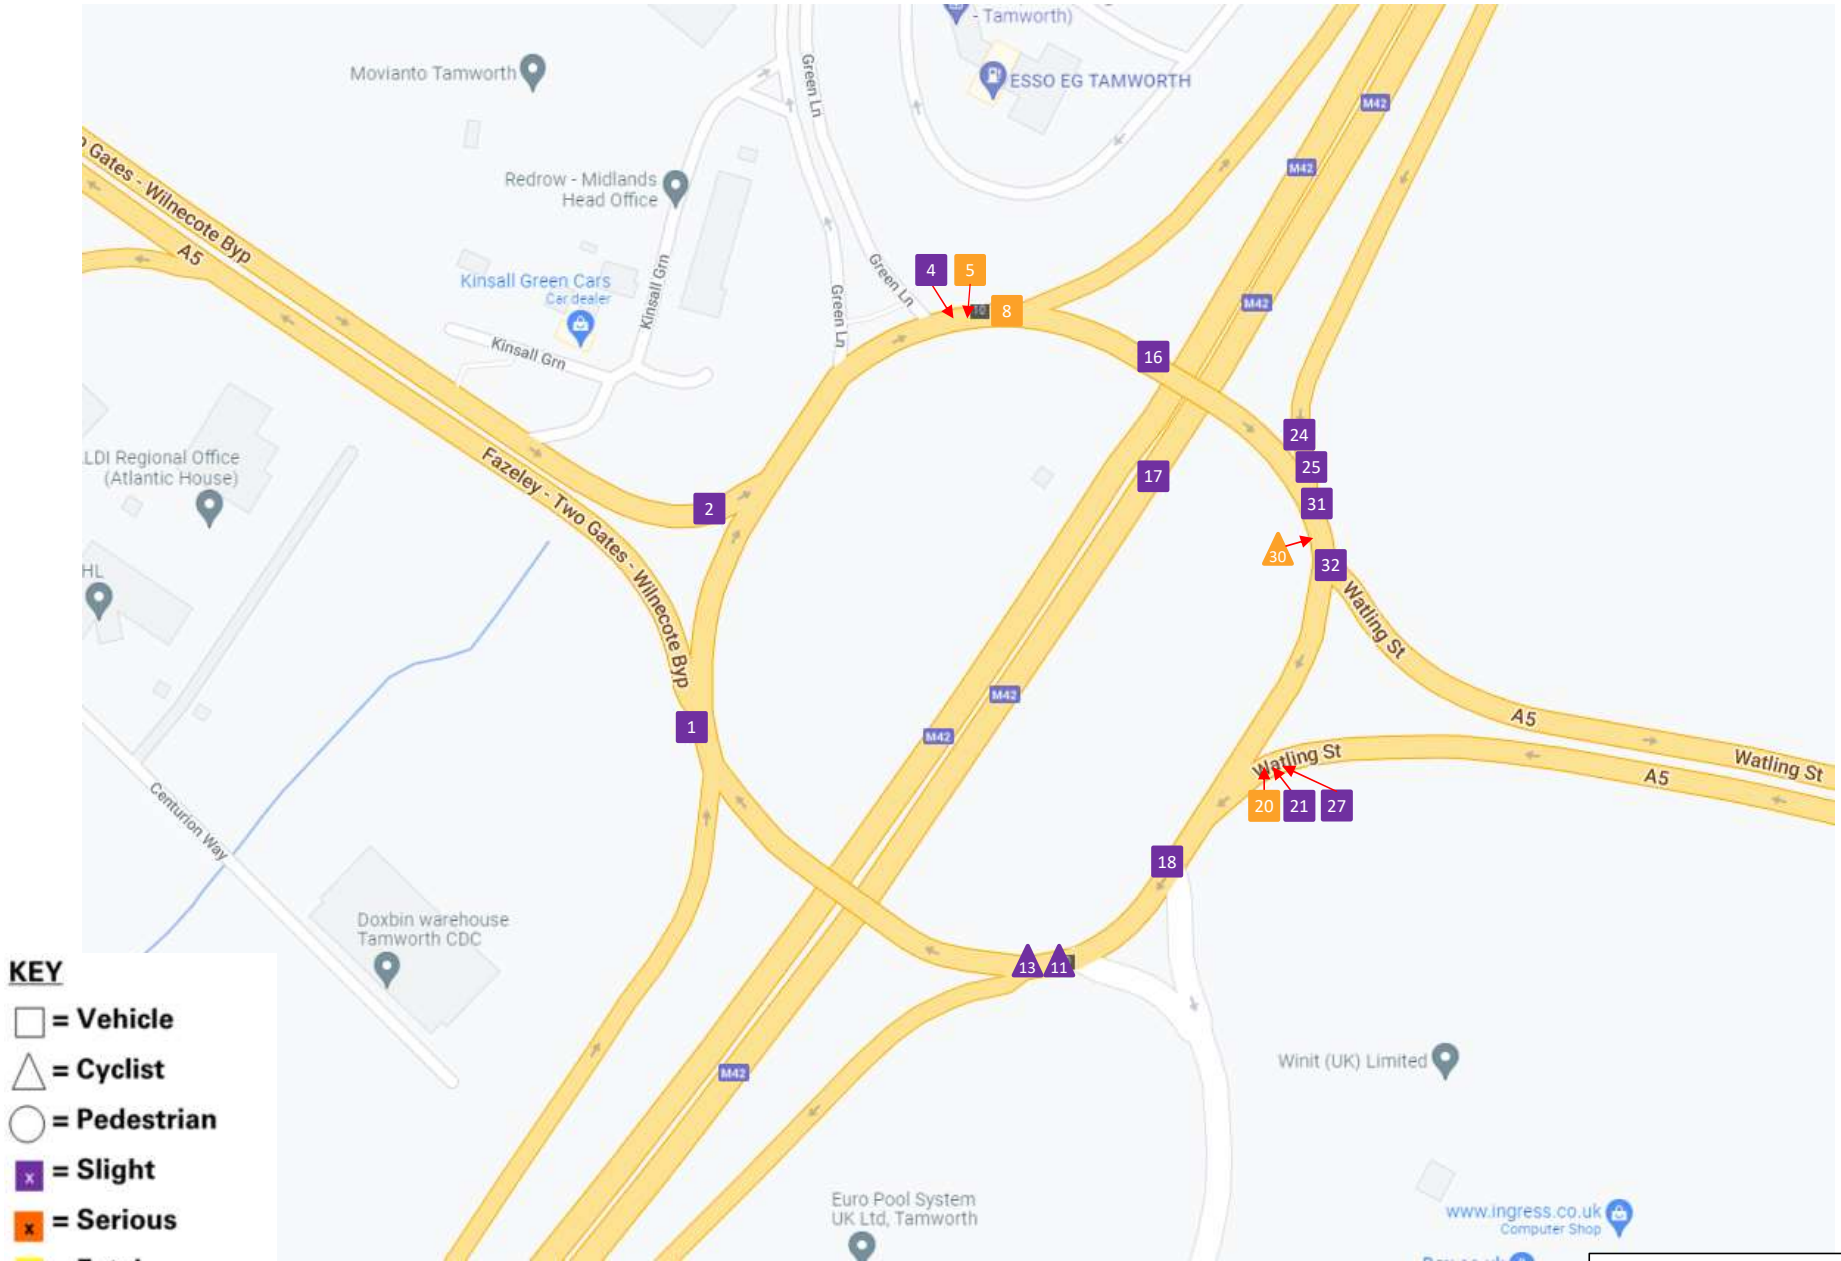 - Tamworth)
Movianto Tamworth
Green Ln
ESSO EG TAMWORTH
M42
M42
Gates - Wilnecote Byp
A5
Redrow - Midlands
Head Office
Kinsall Green Cars
Car dealer
Kinsall Grn
Kinsall Grn
Green Ln
Green Ln
4
5
10
8
M42
16
24
25
17
31
30
32
LDI Regional Office
(Atlantic House)
Fazeley - Two Gates - Wilnecote Byp
2
HL
Watling St
M42
M42
1
A5
Watling St
Watling St
A5
20
21
27
Centurion Way
18
Doxbin warehouse
Tamworth CDC
13
11
M42
Winit (UK) Limited
Euro Pool System
UK Ltd, Tamworth
www.ingress.co.uk
Computer Shop
KEY
= Vehicle
= Cyclist
= Pedestrian
x = Slight
x = Serious